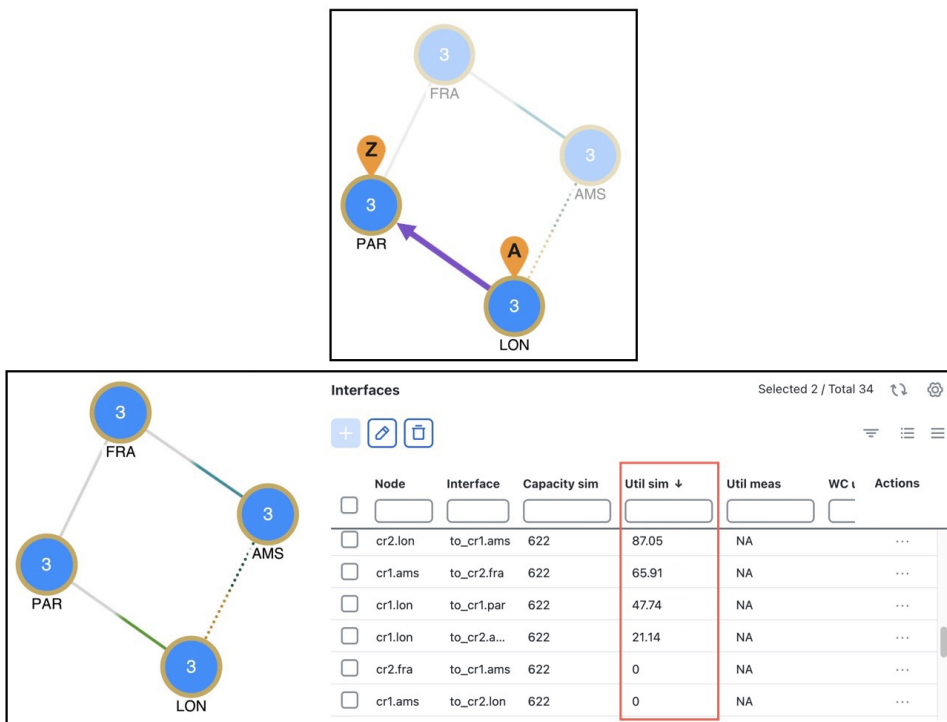 3
FRA
3
AMS
Z
3
PAR
A
3
LON
3
FRA
3
AMS
3
PAR
3
LON
Interfaces
Selected 2 / Total 34
Node Interface Capacity sim Util sim ↓ Util meas WC Actions
cr2.lon to_cr1.ams 622 87.05 NA ...
cr1.ams to_cr2.fra 622 65.91 NA ...
cr1.lon to_cr1.par 622 47.74 NA ...
cr1.lon to_cr2.a... 622 21.14 NA ...
cr2.fra to_cr1.ams 622 0 NA ...
cr1.ams to_cr2.lon 622 0 NA ...